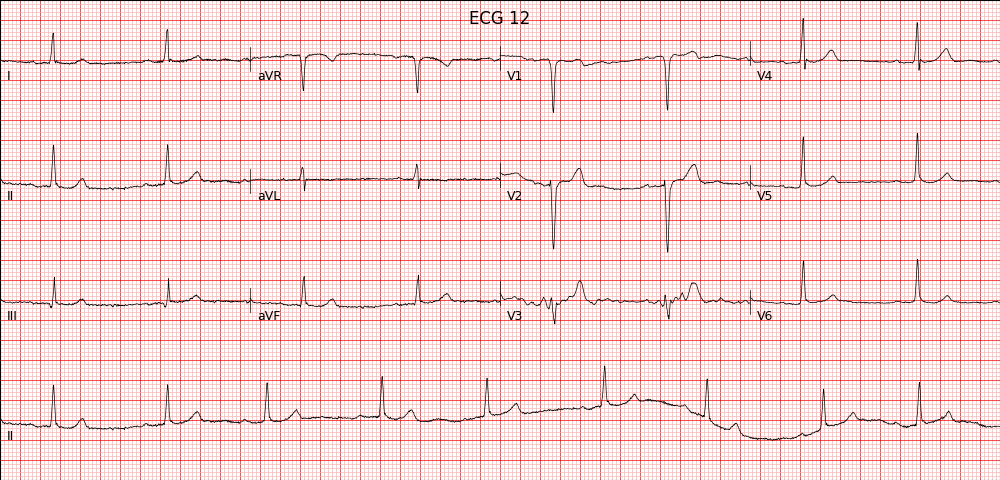 ECG 12
I aVR V1 V4
II aVL V2 V5
III aVF V3 V6
II